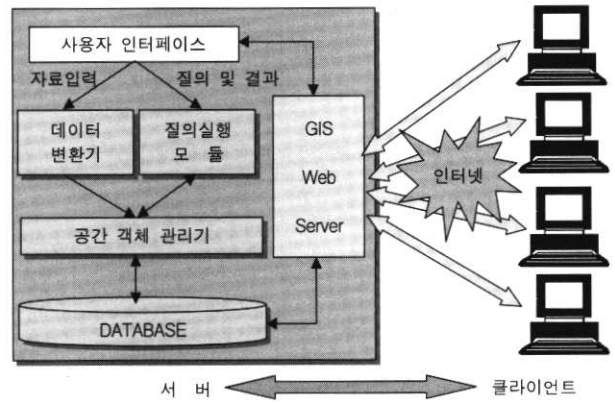 사용자 인터페이스
자료입력
질의 및 결과
데이터
변환기
질의실행
모 듈
GIS
Web
Server
인터넷
공간 객체 관리기
DATABASE
서 버
클라이언트